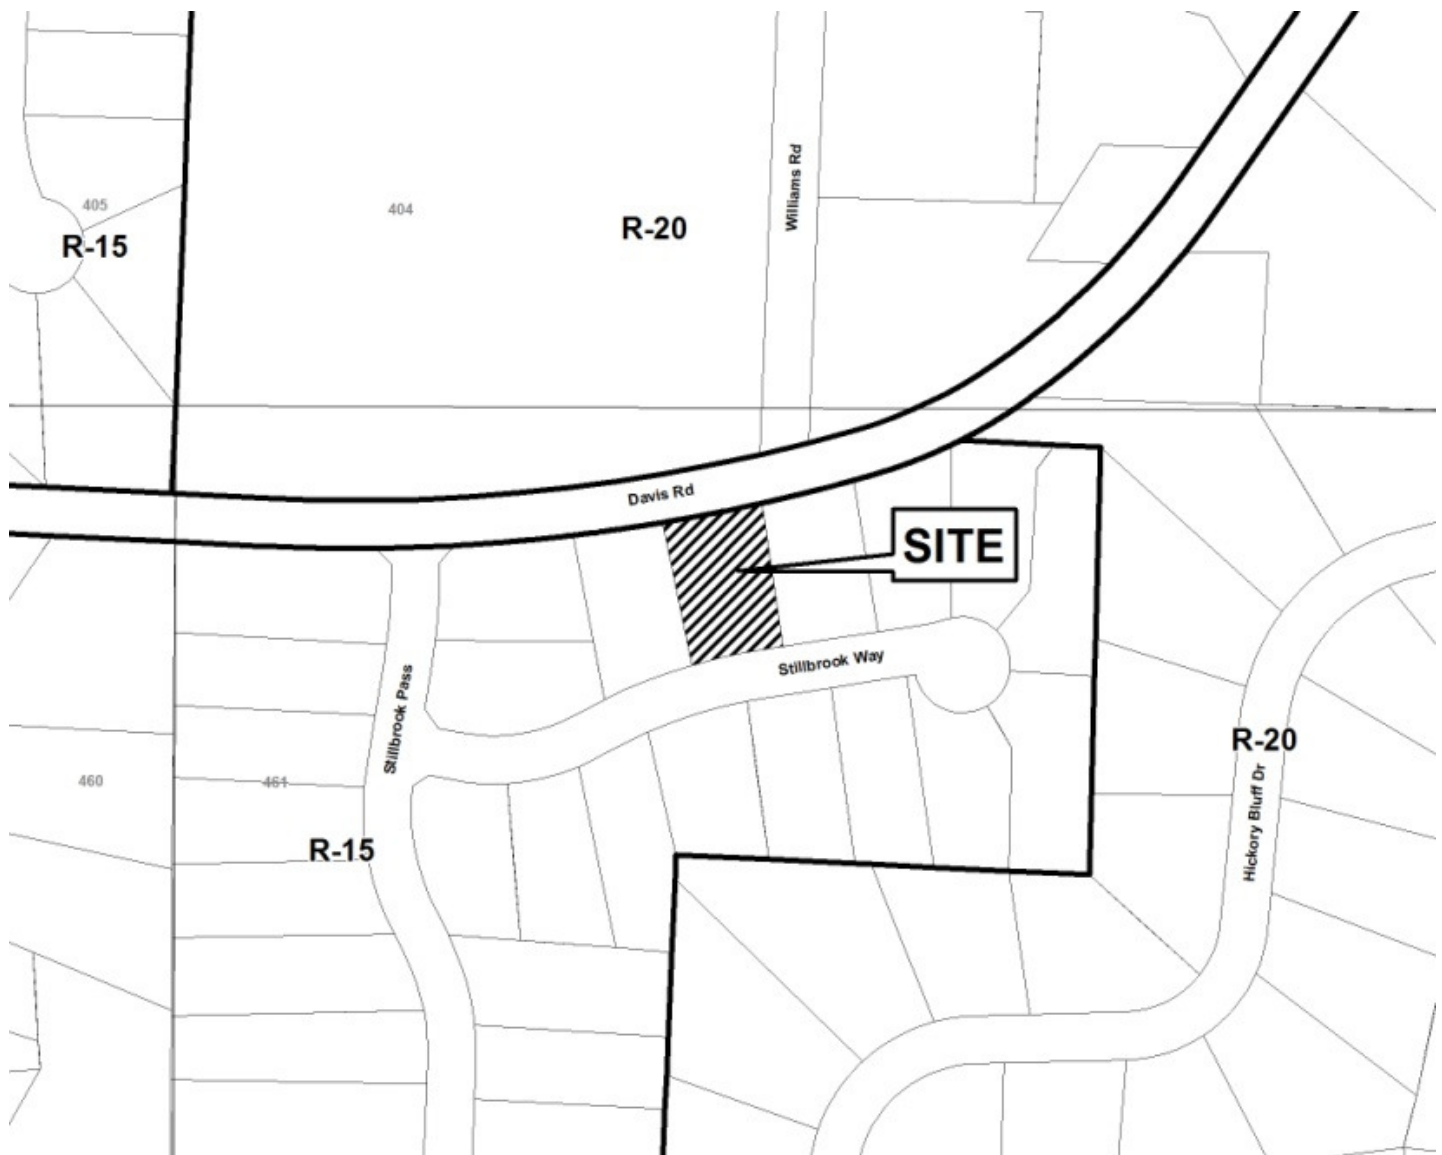 Williams Rd
405
404
R-20
R-15
Davis Rd
SITE
Stillbrook Way
Stillbrook Pass
R-20
460
461
Hickory Bluff Dr
R-15